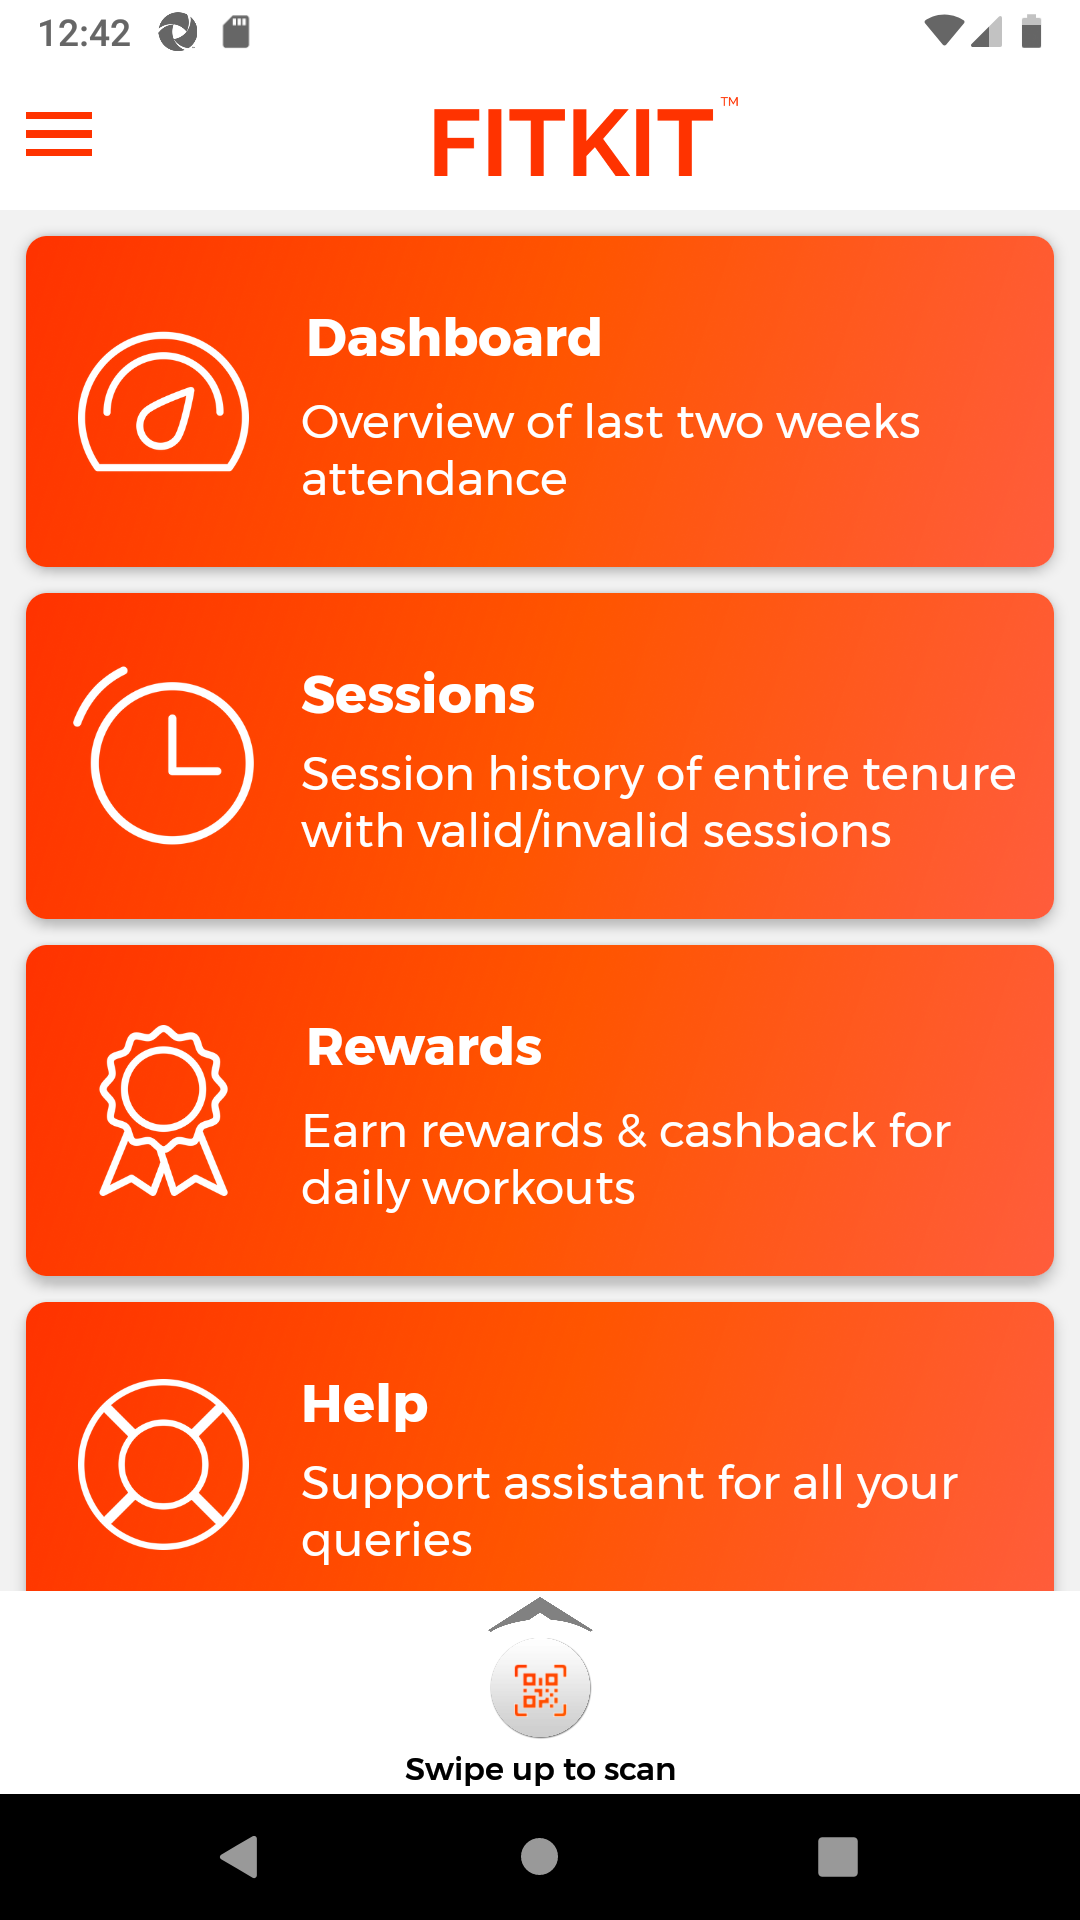 12:42
FITKIT™
Dashboard
Overview of last two weeks
attendance
Sessions
Session history of entire tenure
with valid/invalid sessions
Rewards
Earn rewards & cashback for
daily workouts
Help
Support assistant for all your
queries
Swipe up to scan